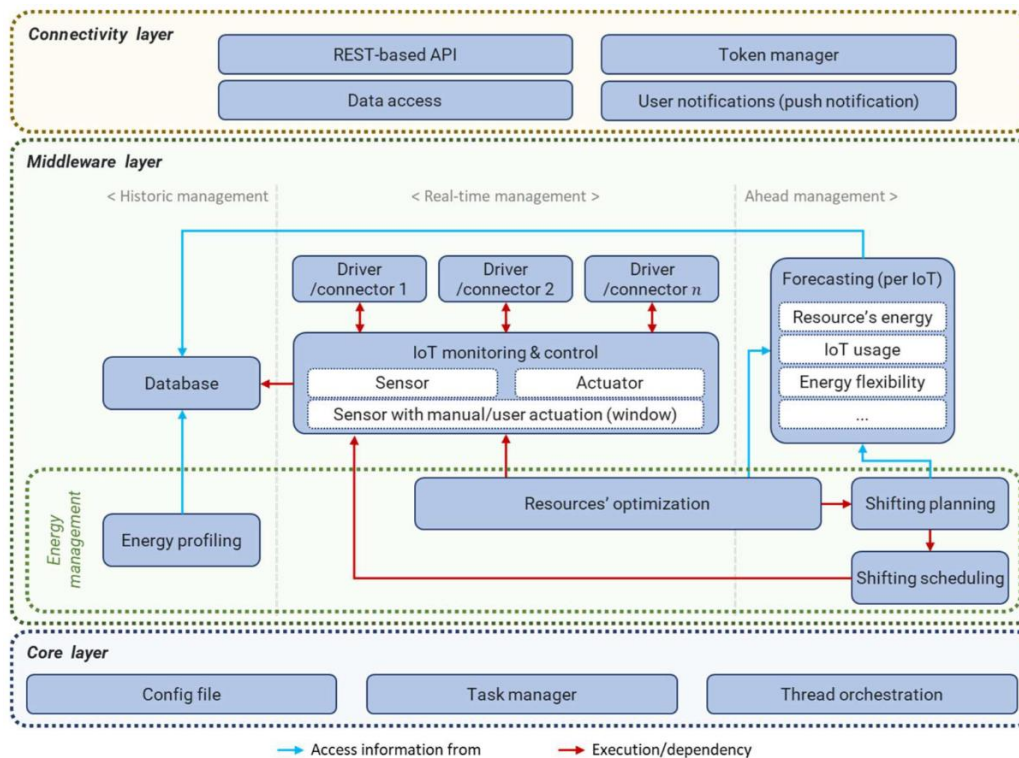 Connectivity layer
REST-based API
Token manager
Data access
User notifications (push notification)
Middleware layer
< Historic management
< Real-time management >
Ahead management >
Driver
/connector 1
Driver
/connector 2
Driver
/connector n
Forecasting (per IoT)
Resource's energy
IoT usage
Energy flexibility
...
IoT monitoring & control
Sensor
Actuator
Sensor with manual/user actuation (window)
Database
Energy
management
Energy profiling
Resources' optimization
Shifting planning
Shifting scheduling
Core layer
Config file
Task manager
Thread orchestration
Access information from
Execution/dependency